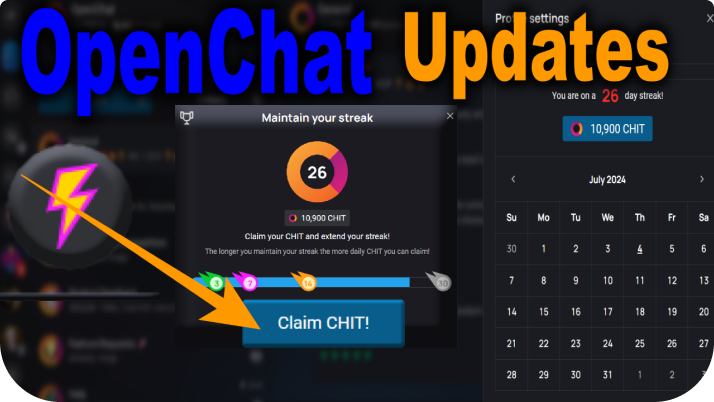 OpenChat Updates
Maintain your streak
26
10,900 CHIT
Claim your CHIT and extend your streak!
The longer you maintain your streak the more daily CHIT you can claim!
3 7 14 30
Claim CHIT!
settings
You are on a 26 day streak!
10,900 CHIT
July 2024
Su Mo Tu We Th Fr Sa
30 1 2 3 4 5 6
7 8 9 10 11 12 13
14 15 16 17 18 19 20
21 22 23 24 25 26 27
28 29 30 31 1 2